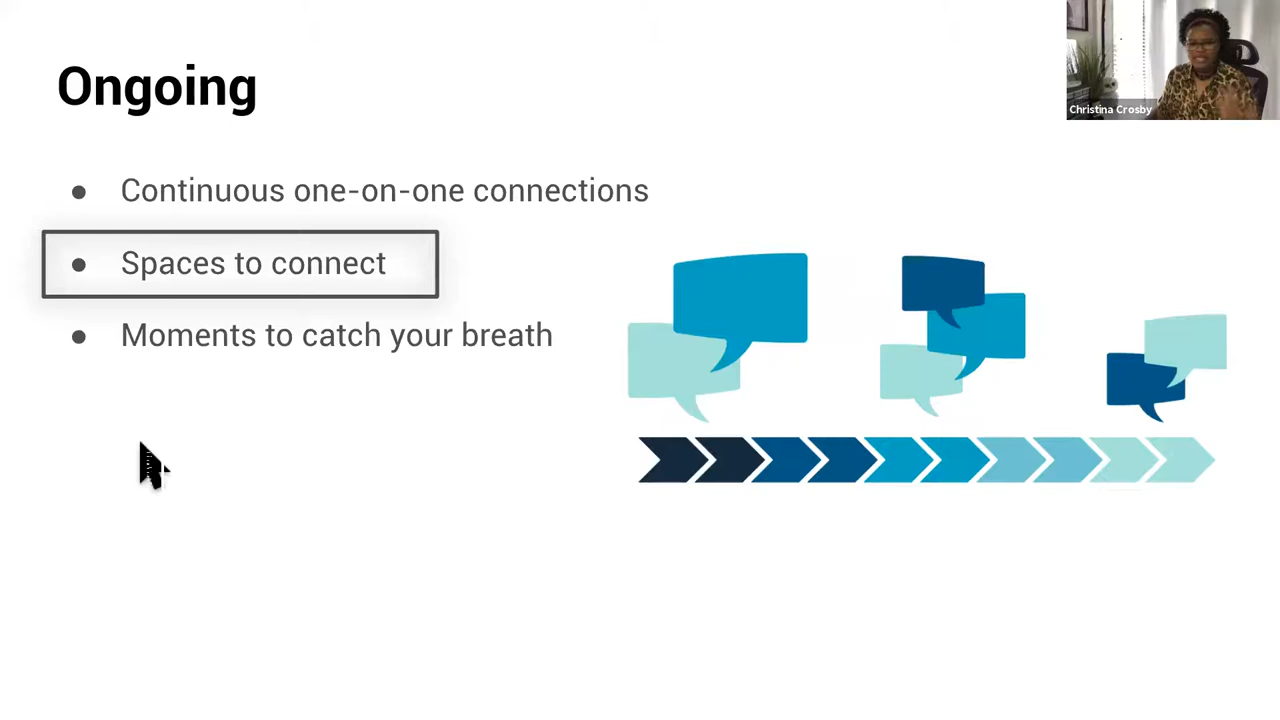 Ongoing
Christina Crosby
● Continuous one-on-one connections
● Spaces to connect
● Moments to catch your breath